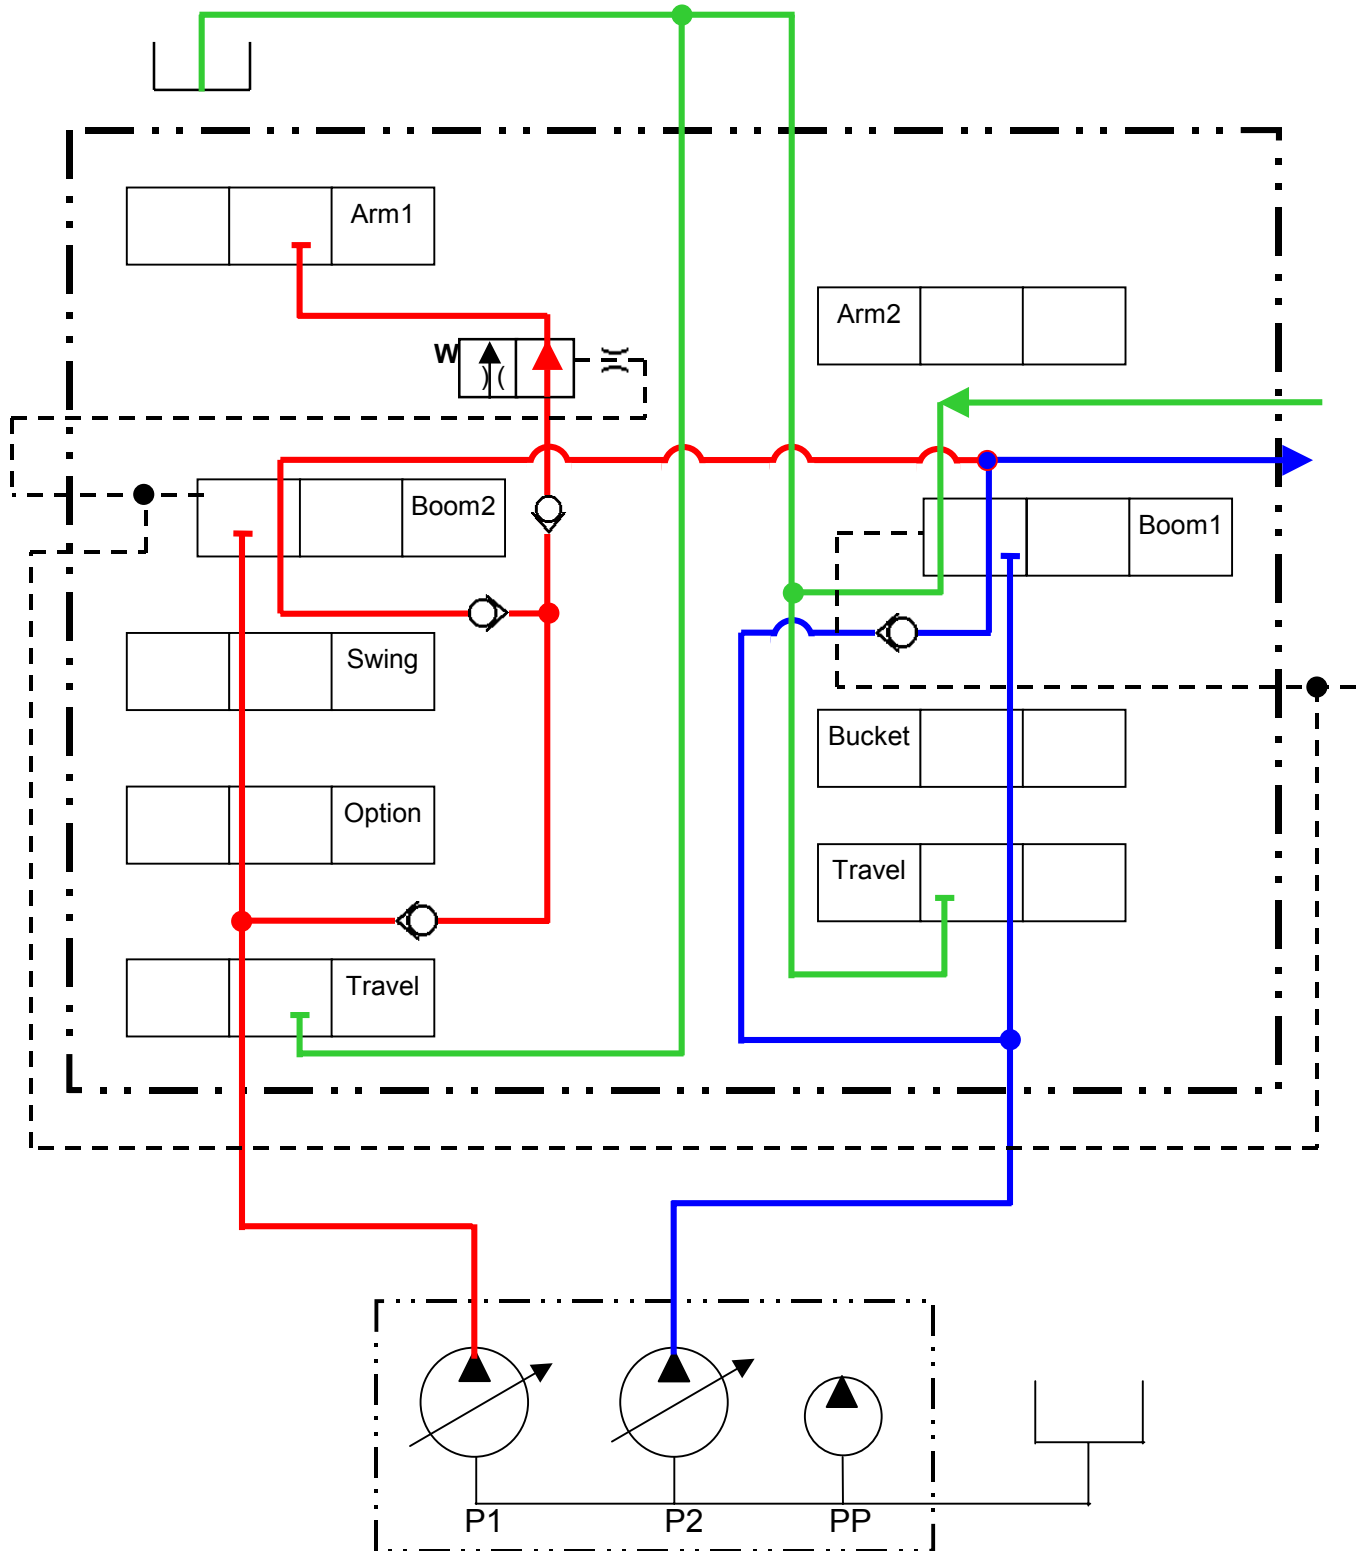 Arm1
Arm2
W
Boom2
Boom1
Swing
Bucket
Option
Travel
Travel
P1
P2
PP